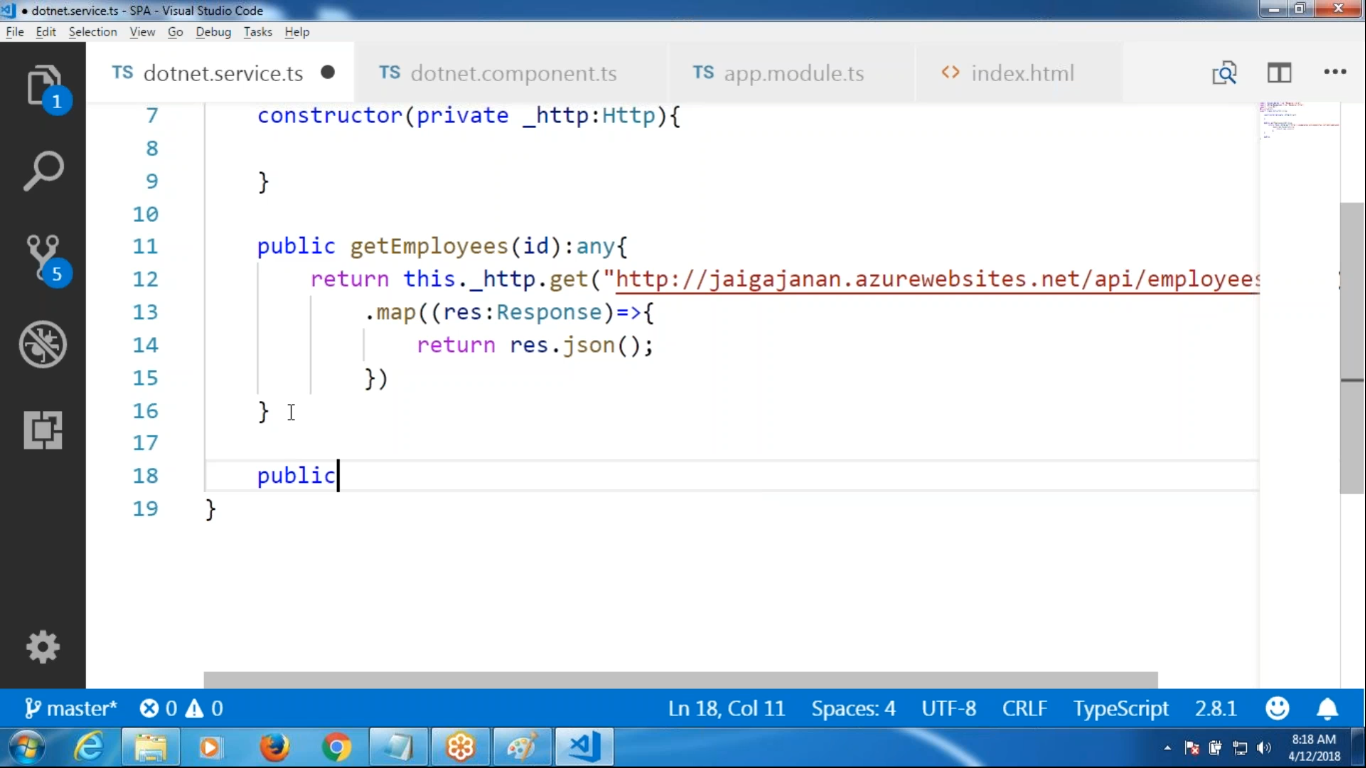 ● dotnet.service.ts - SPA - Visual Studio Code
File Edit Selection View Go Debug Tasks Help
1
TS dotnet.service.ts ● TS dotnet.component.ts TS app.module.ts <> index.html
7 constructor(private _http:Http){
8
9 }
10
11 public getEmployees(id):any{
12 return this._http.get("http://jaigajanan.azurewebsites.net/api/employees
13 .map((res:Response)=>{
14 return res.json();
15 })
16 }
17
18 public
19 }
5
master* 0 0 Ln 18, Col 11 Spaces: 4 UTF-8 CRLF TypeScript 2.8.1
8:18 AM
4/12/2018